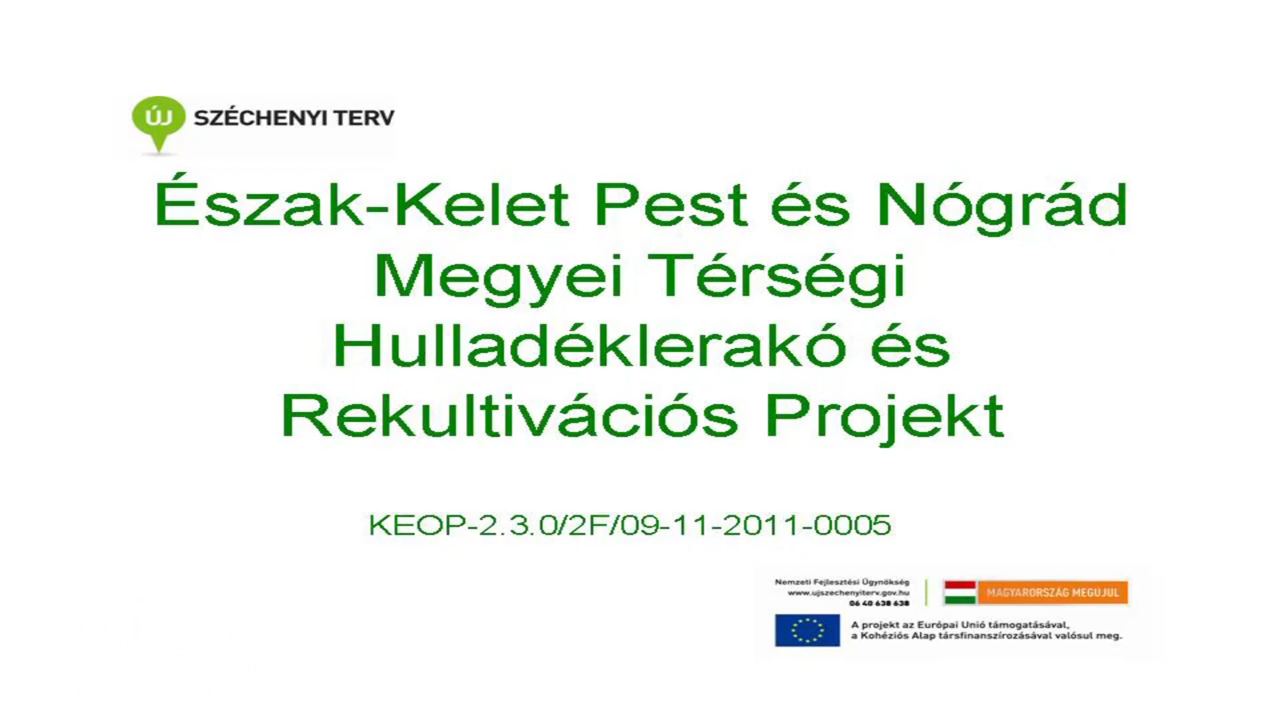 ÚJ SZÉCHENYI TERV
Észak-Kelet Pest és Nógrád
Megyei Térségi
Hulladéklerakó és
Rekultivációs Projekt
KEOP-2.3.0/2F/09-11-2011-0005
Nemzeti Fejlesztési Ügynökség
www.ujszechenyiterv.gov.hu
06 40 638 638
MAGYARORSZÁG MEGÚJUL
A projekt az Európai Unió támogatásával,
a Kohéziós Alap társfinanszírozásával valósul meg.